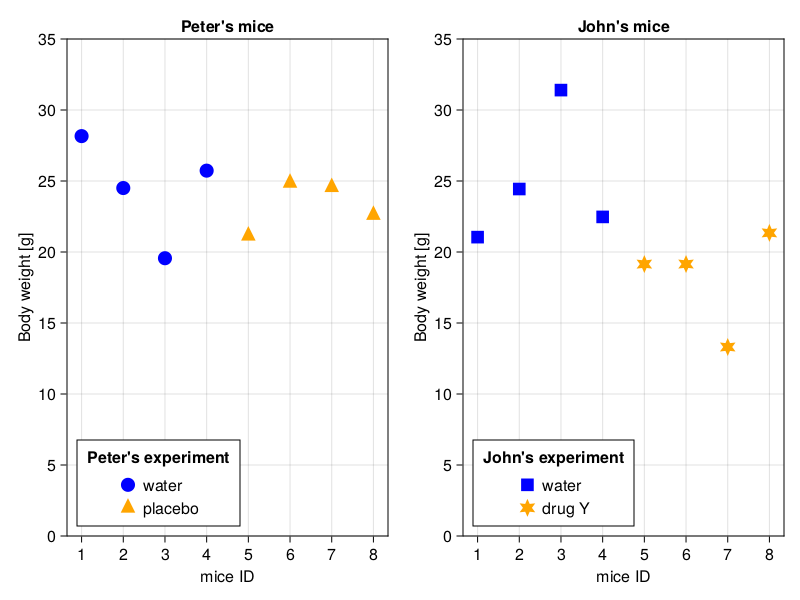 Peter's mice
35
30
25
20
15
10
5
0
Body weight [g]
Peter's experiment
water
placebo
1 2 3 4 5 6 7 8
mice ID
John's mice
35
30
25
20
15
10
5
0
Body weight [g]
John's experiment
water
drug Y
1 2 3 4 5 6 7 8
mice ID